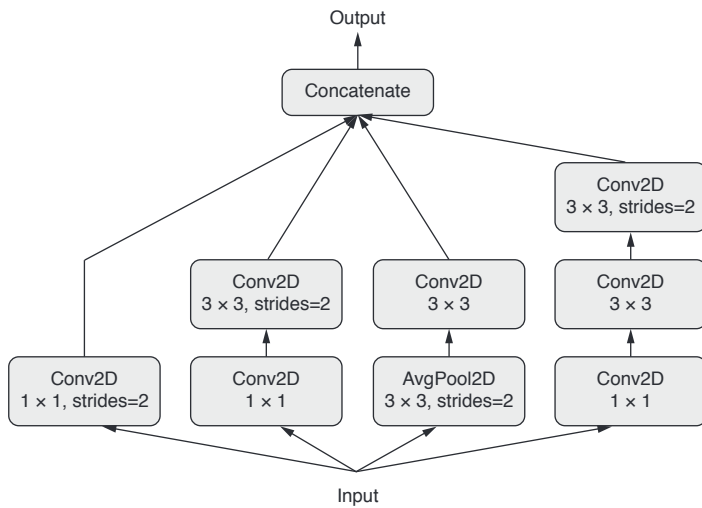 Output
Concatenate
Conv2D
3 × 3, strides=2
Conv2D
3 × 3, strides=2
Conv2D
3 × 3
Conv2D
3 × 3
Conv2D
1 × 1, strides=2
Conv2D
1 × 1
AvgPool2D
3 × 3, strides=2
Conv2D
1 × 1
Input